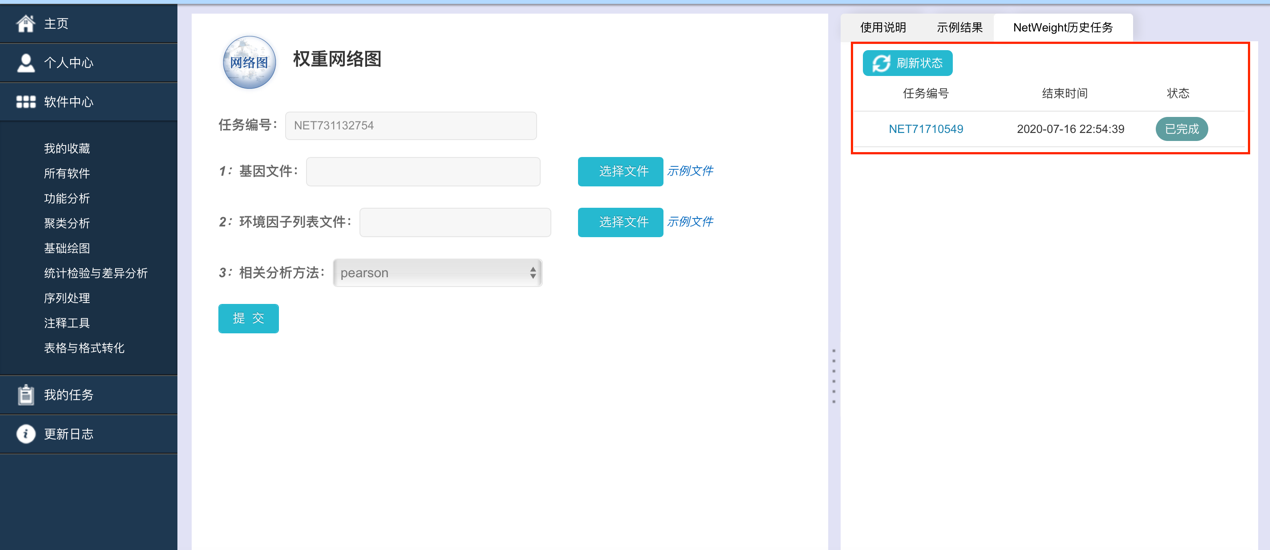 主页
个人中心
软件中心
我的收藏
所有软件
功能分析
聚类分析
基础绘图
统计检验与差异分析
序列处理
注释工具
表格与格式转化
我的任务
更新日志
网络图
权重网络图
任务编号： NET731132754
1： 基因文件： 选择文件 示例文件
2： 环境因子列表文件： 选择文件 示例文件
3： 相关分析方法： pearson
提 交
使用说明 示例结果 NetWeight历史任务
刷新状态
任务编号 结束时间 状态
NET71710549 2020-07-16 22:54:39 已完成